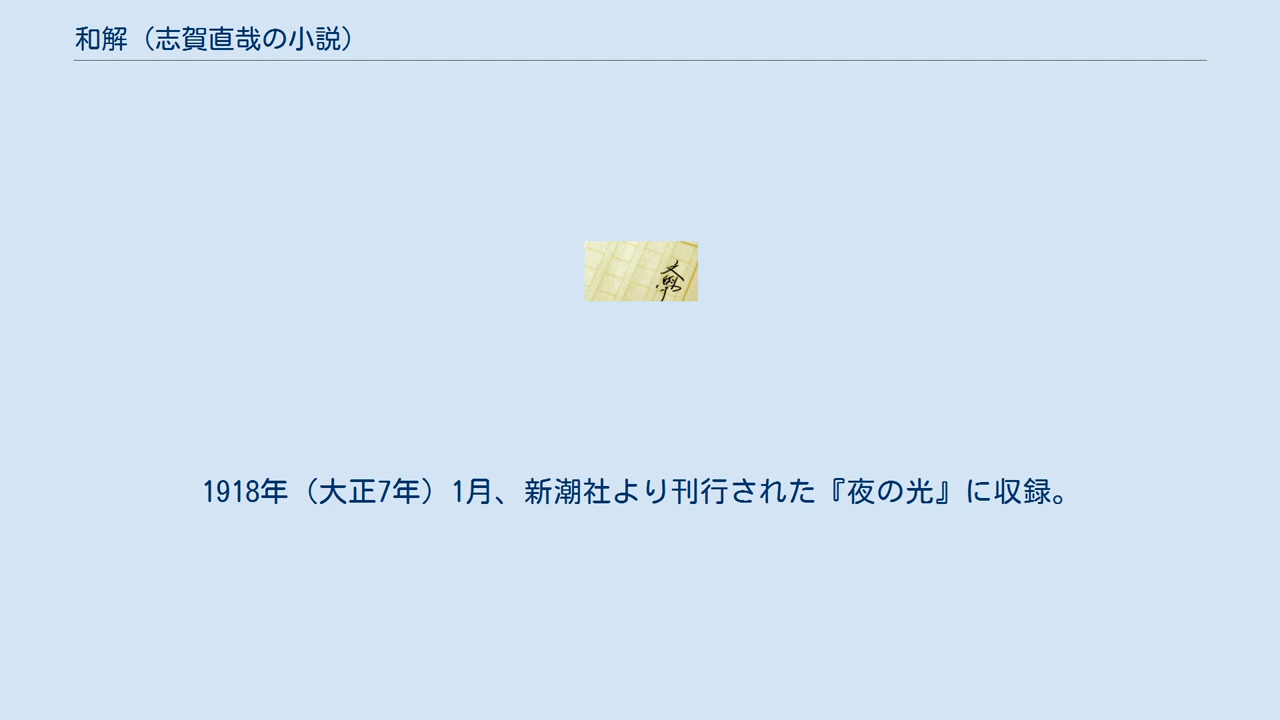 和解（志賀直哉の小説）
1918年（大正7年）1月、新潮社より刊行された『夜の光』に収録。